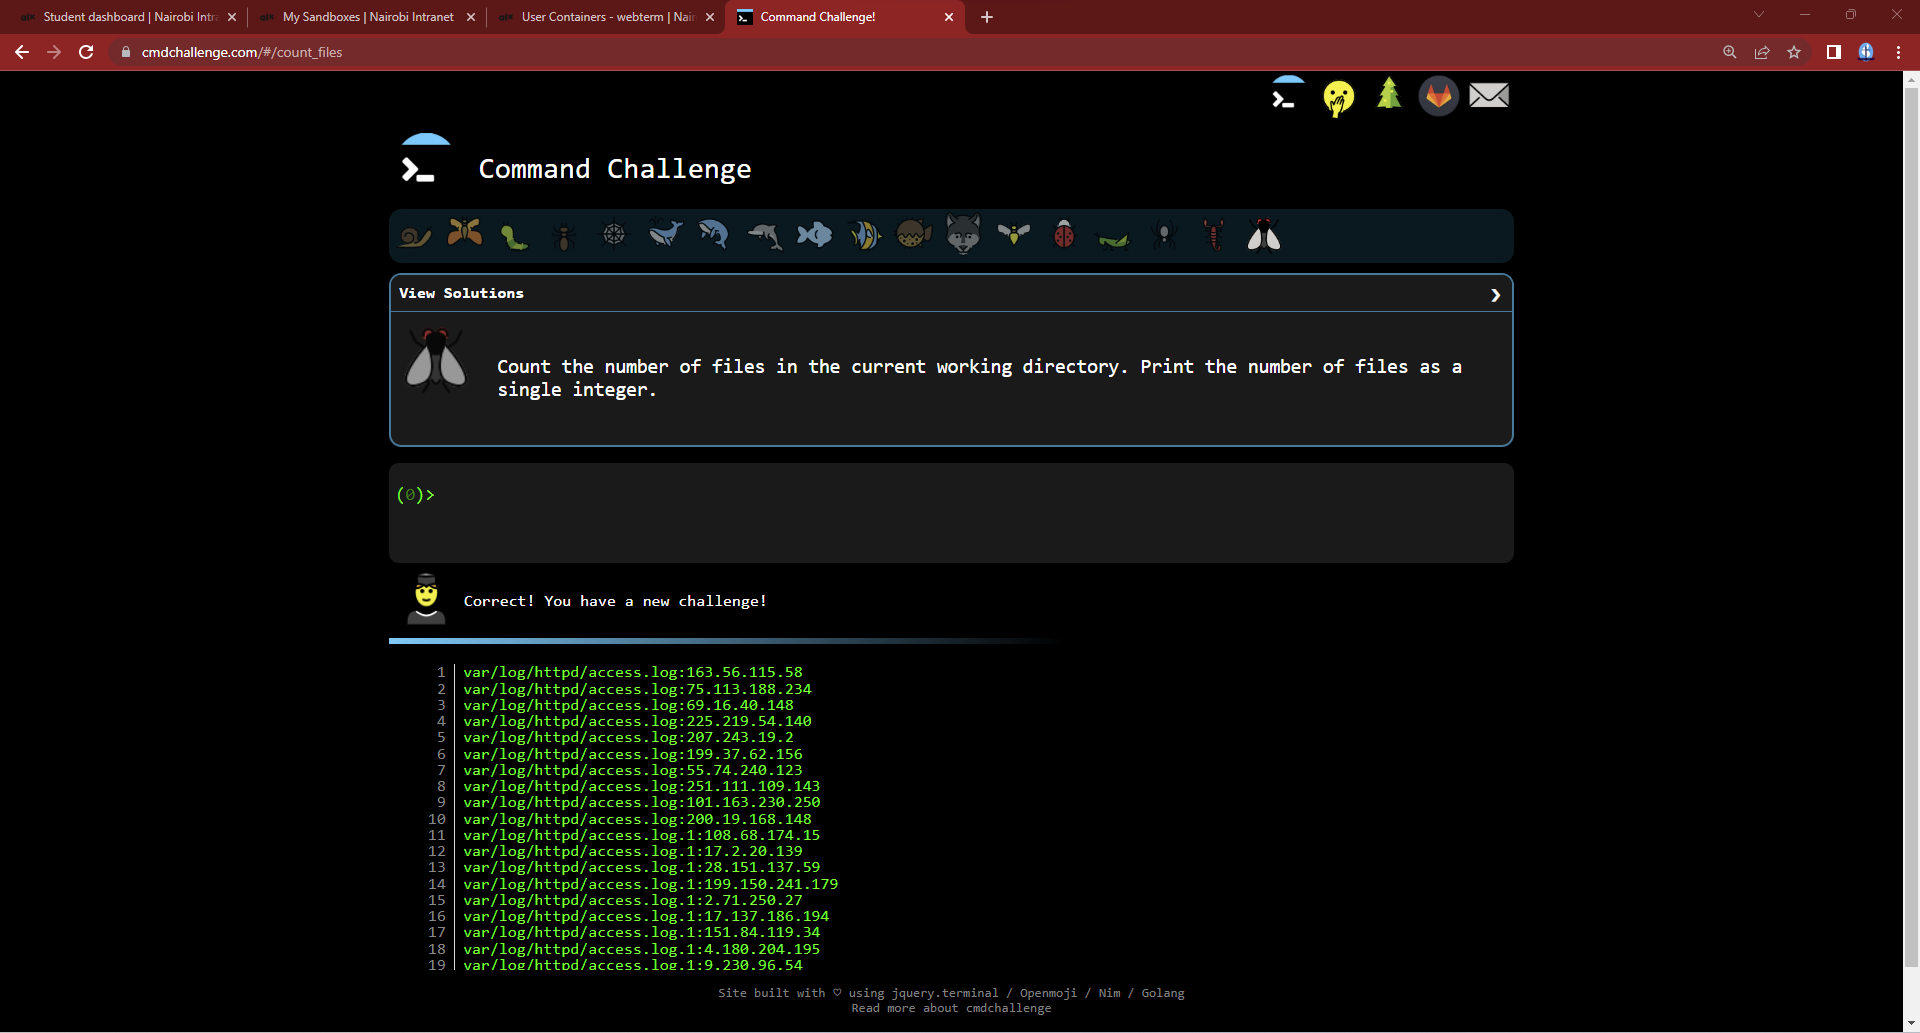 Student dashboard | Nairobi Intra
My Sandboxes | Nairobi Intranet
User Containers - webterm | Nair
Command Challenge!
cmdchallenge.com/#/count_files
Command Challenge
View Solutions
Count the number of files in the current working directory. Print the number of files as a
single integer.
(0)>
Correct! You have a new challenge!
1 var/log/httpd/access.log:163.56.115.58
2 var/log/httpd/access.log:75.113.188.234
3 var/log/httpd/access.log:69.16.40.148
4 var/log/httpd/access.log:225.219.54.140
5 var/log/httpd/access.log:207.243.19.2
6 var/log/httpd/access.log:199.37.62.156
7 var/log/httpd/access.log:55.74.240.123
8 var/log/httpd/access.log:251.111.109.143
9 var/log/httpd/access.log:101.163.230.250
10 var/log/httpd/access.log:200.19.168.148
11 var/log/httpd/access.log.1:108.68.174.15
12 var/log/httpd/access.log.1:17.2.20.139
13 var/log/httpd/access.log.1:28.151.137.59
14 var/log/httpd/access.log.1:199.150.241.179
15 var/log/httpd/access.log.1:2.71.250.27
16 var/log/httpd/access.log.1:17.137.186.194
17 var/log/httpd/access.log.1:151.84.119.34
18 var/log/httpd/access.log.1:4.180.204.195
19 var/log/httpd/access.log.1:9.230.96.54
Site built with ♡ using jquery.terminal / Openmoji / Nim / Golang
Read more about cmdchallenge